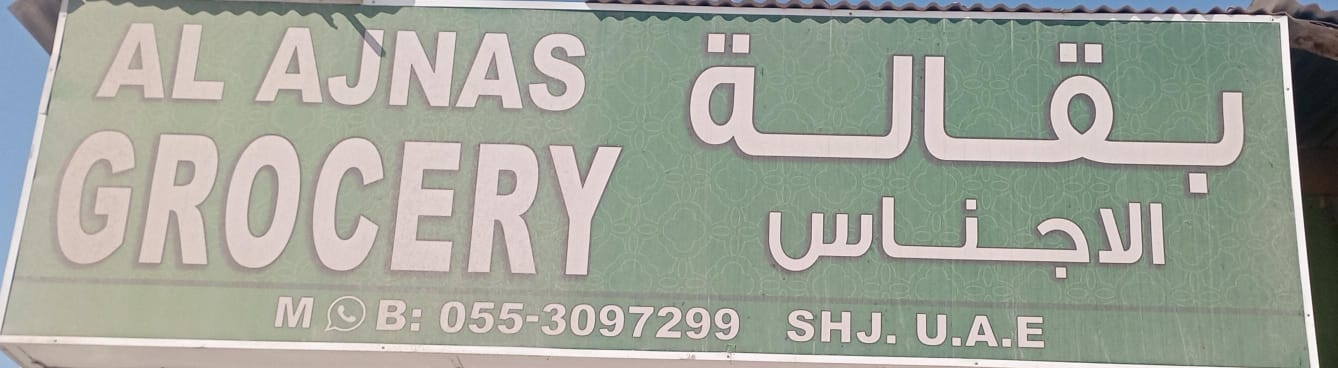 AL AJNAS
GROCERY
بقالة
الاجناس
M B: 055-3097299 SHJ. U.A.E